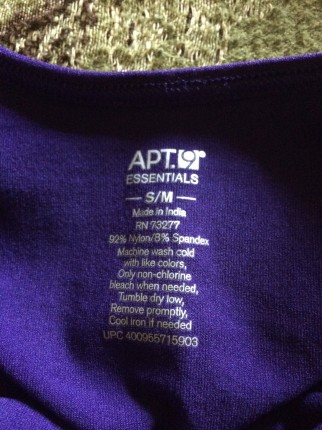 APT.9
ESSENTIALS
S/M
Made in India
RN 73277
92% Nylon/8% Spandex
Machine wash cold
with like colors,
Only non-chlorine
bleach when needed,
Tumble dry low,
Remove promptly,
Cool iron if needed
UPC 400955715903